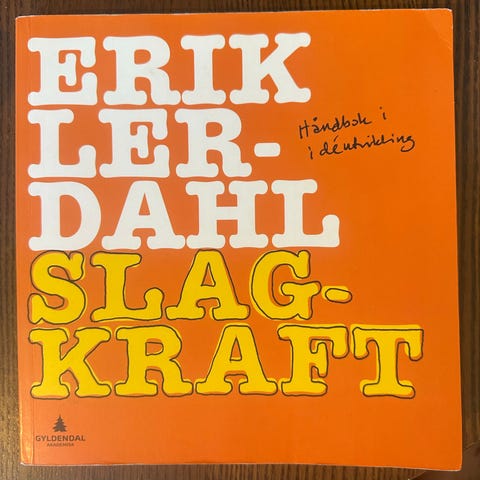 ERIK
LER-
DAHL
Håndbok i
idéutvikling
SLAG-
KRAFT
GYLDENDAL
AKADEMISK